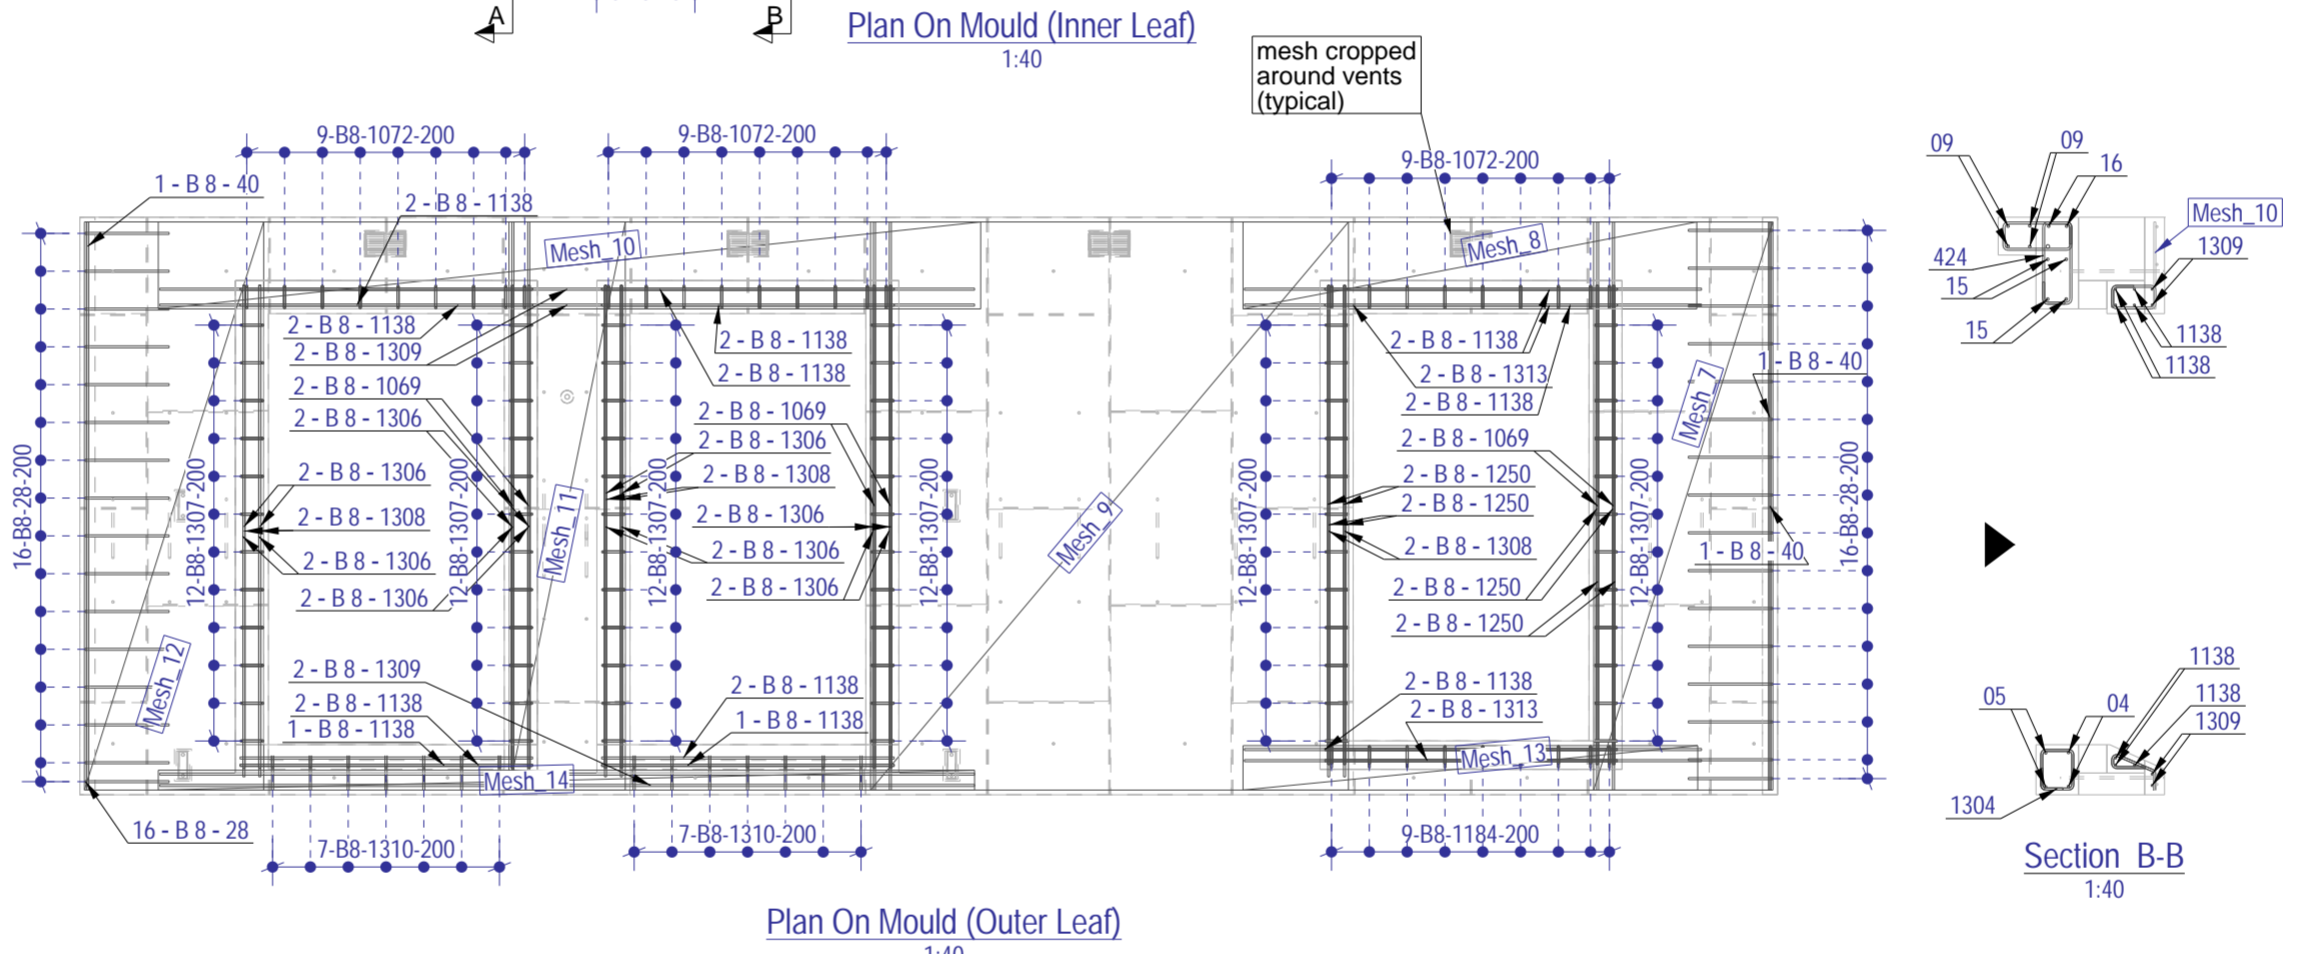 A
B
Plan On Mould (Inner Leaf)
1:40
mesh cropped
around vents
(typical)
9-B8-1072-200
9-B8-1072-200
9-B8-1072-200
1 - B 8 - 40
2 - B 8 - 1138
Mesh_10
Mesh_8
2 - B 8 - 1138
2 - B 8 - 1309
2 - B 8 - 1069
2 - B 8 - 1306
2 - B 8 - 1306
2 - B 8 - 1308
2 - B 8 - 1306
2 - B 8 - 1306
2 - B 8 - 1309
2 - B 8 - 1138
1 - B 8 - 1138
16-B8-28-200
12-B8-1307-200
12-B8-1307-200
Mesh_12
Mesh_11
Mesh_14
2 - B 8 - 1138
2 - B 8 - 1138
2 - B 8 - 1069
2 - B 8 - 1306
2 - B 8 - 1308
2 - B 8 - 1306
2 - B 8 - 1306
2 - B 8 - 1306
2 - B 8 - 1138
1 - B 8 - 1138
12-B8-1307-200
12-B8-1307-200
Mesh_9
2 - B 8 - 1138
2 - B 8 - 1313
2 - B 8 - 1138
2 - B 8 - 1069
2 - B 8 - 1250
2 - B 8 - 1250
2 - B 8 - 1308
2 - B 8 - 1250
2 - B 8 - 1250
2 - B 8 - 1138
2 - B 8 - 1313
12-B8-1307-200
12-B8-1307-200
Mesh_13
Mesh_7
1 - B 8 - 40
1 - B 8 - 40
16-B8-28-200
16 - B 8 - 28
7-B8-1310-200
7-B8-1310-200
9-B8-1184-200
Plan On Mould (Outer Leaf)
1:40
09
09
16
Mesh_10
1309
424
15
15
1138
1138
1138
1138
1309
05
04
1304
Section B-B
1:40